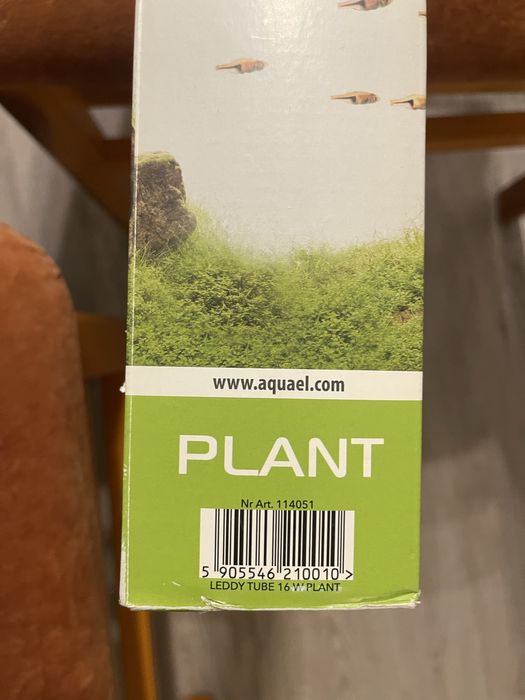 www.aquael.com
PLANT
Nr Art. 114051
5 905546 210010 >
LEDDY TUBE 16 W PLANT